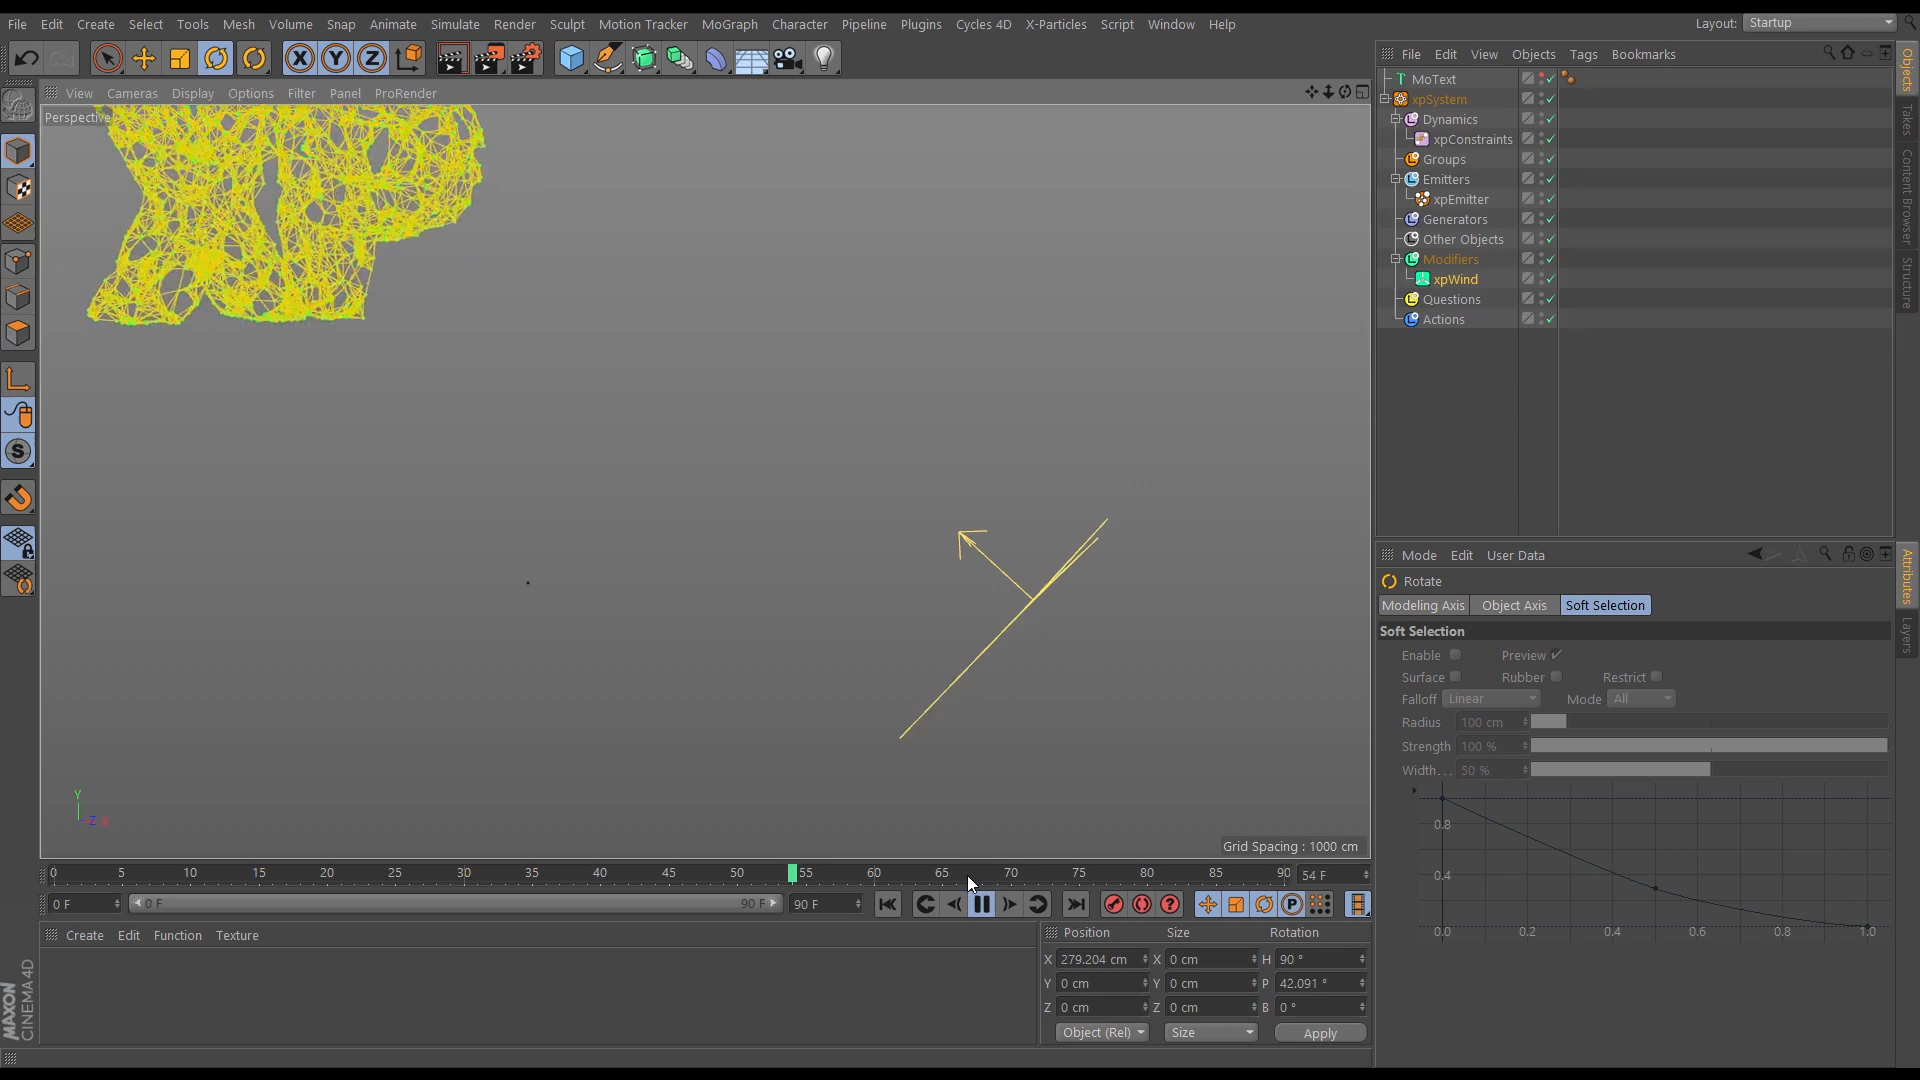 File Edit Create Select Tools Mesh Volume Snap Animate Simulate Render Sculpt Motion Tracker MoGraph Character Pipeline Plugins Cycles 4D X-Particles Script Window Help Layout: Startup
X Y Z
File Edit View Objects Tags Bookmarks
View Cameras Display Options Filter Panel ProRender
Perspective
MoText
xpSystem
Dynamics
xpConstraints
Groups
Emitters
xpEmitter
Generators
Other Objects
Modifiers
xpWind
Questions
Actions
Objects
Takes
Content Browser
Structure
Mode Edit User Data
Rotate
Modeling Axis Object Axis Soft Selection
Soft Selection
Enable Preview
Surface Rubber Restrict
Falloff Linear Mode All
Radius 100 cm
Strength 100 %
Width... 50 %
0.8
0.4
0.0 0.2 0.4 0.6 0.8 1.0
Attributes
Layers
Y
Z X
Grid Spacing : 1000 cm
0 5 10 15 20 25 30 35 40 45 50 55 60 65 70 75 80 85 90 54 F
0 F 0 F 90 F 90 F
P
Create Edit Function Texture
Position Size Rotation
X 279.204 cm X 0 cm H 90 °
Y 0 cm Y 0 cm P 42.091 °
Z 0 cm Z 0 cm B 0 °
Object (Rel) Size Apply
MAXON
CINEMA 4D